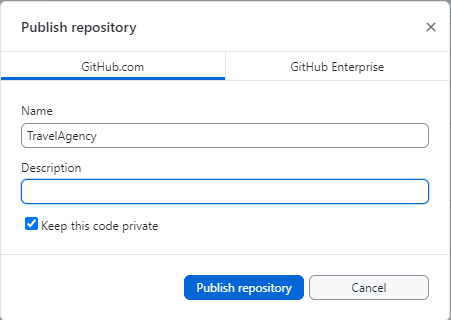 Publish repository
GitHub.com
GitHub Enterprise
Name
TravelAgency
Description
Keep this code private
Publish repository
Cancel